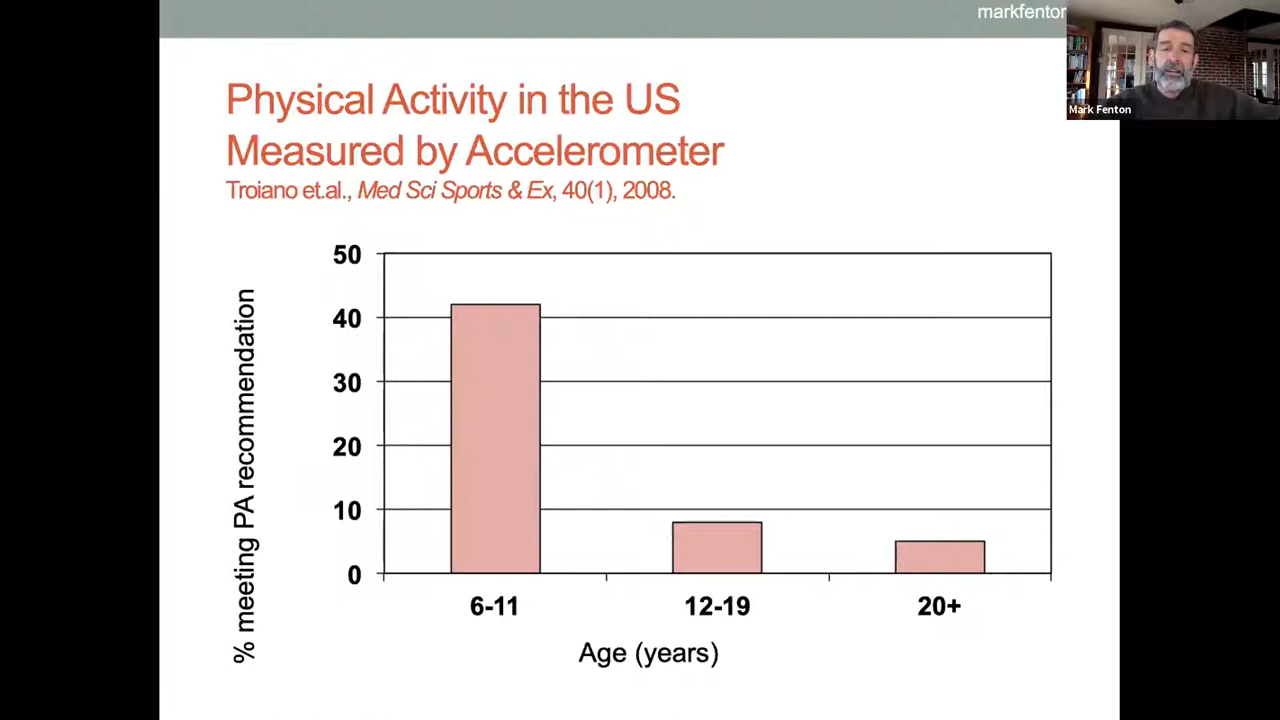 markfenton
Mark Fenton
Physical Activity in the US
Measured by Accelerometer
Troiano et.al., Med Sci Sports & Ex, 40(1), 2008.
% meeting PA recommendation
50
40
30
20
10
0
6-11
12-19
20+
Age (years)